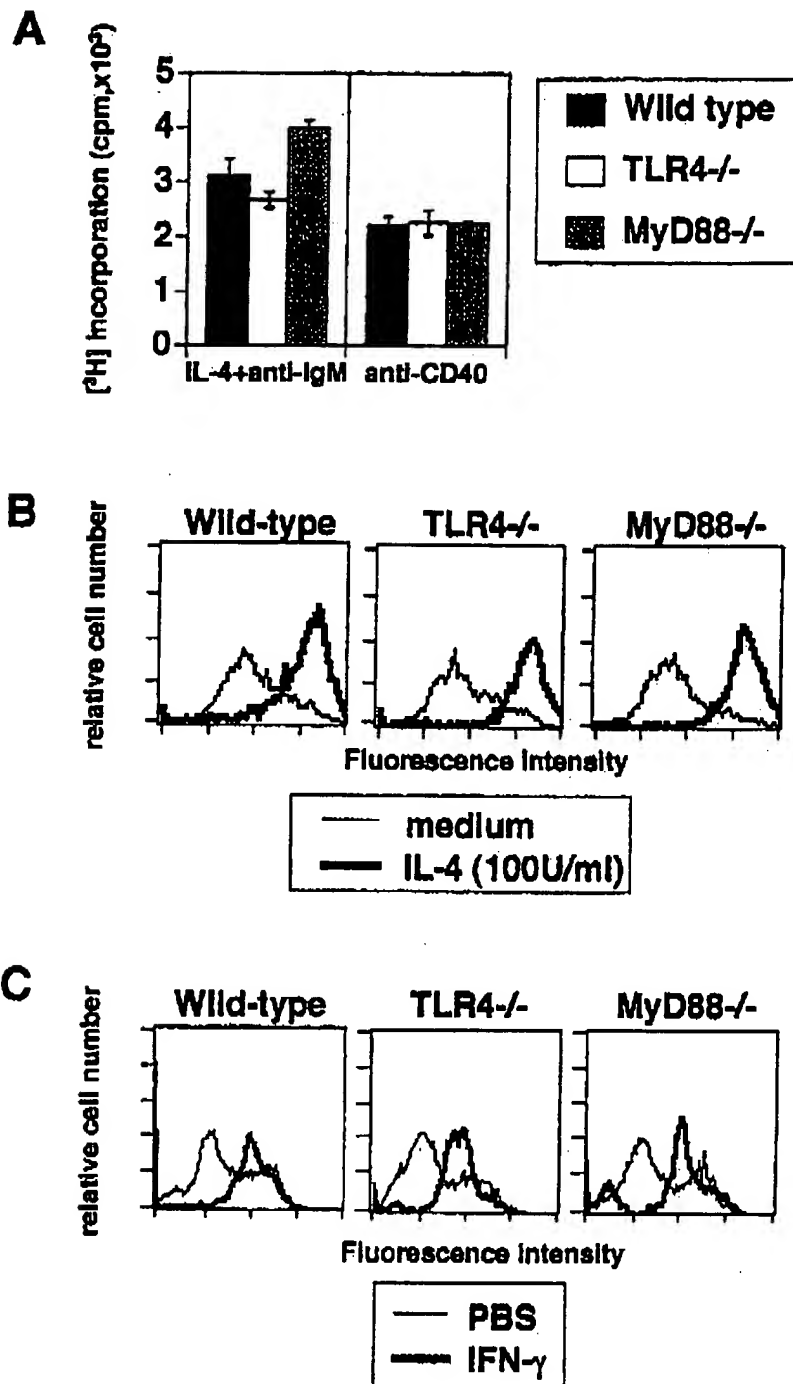 A
[³H] incorporation (cpm,x10³)
5
4
3
2
1
0
IL-4+anti-IgM
anti-CD40
Wild type
TLR4-/-
MyD88-/-
B
relative cell number
Wild-type
TLR4-/-
MyD88-/-
Fluorescence intensity
medium
IL-4 (100U/ml)
C
relative cell number
Wild-type
TLR4-/-
MyD88-/-
Fluorescence intensity
PBS
IFN-γ